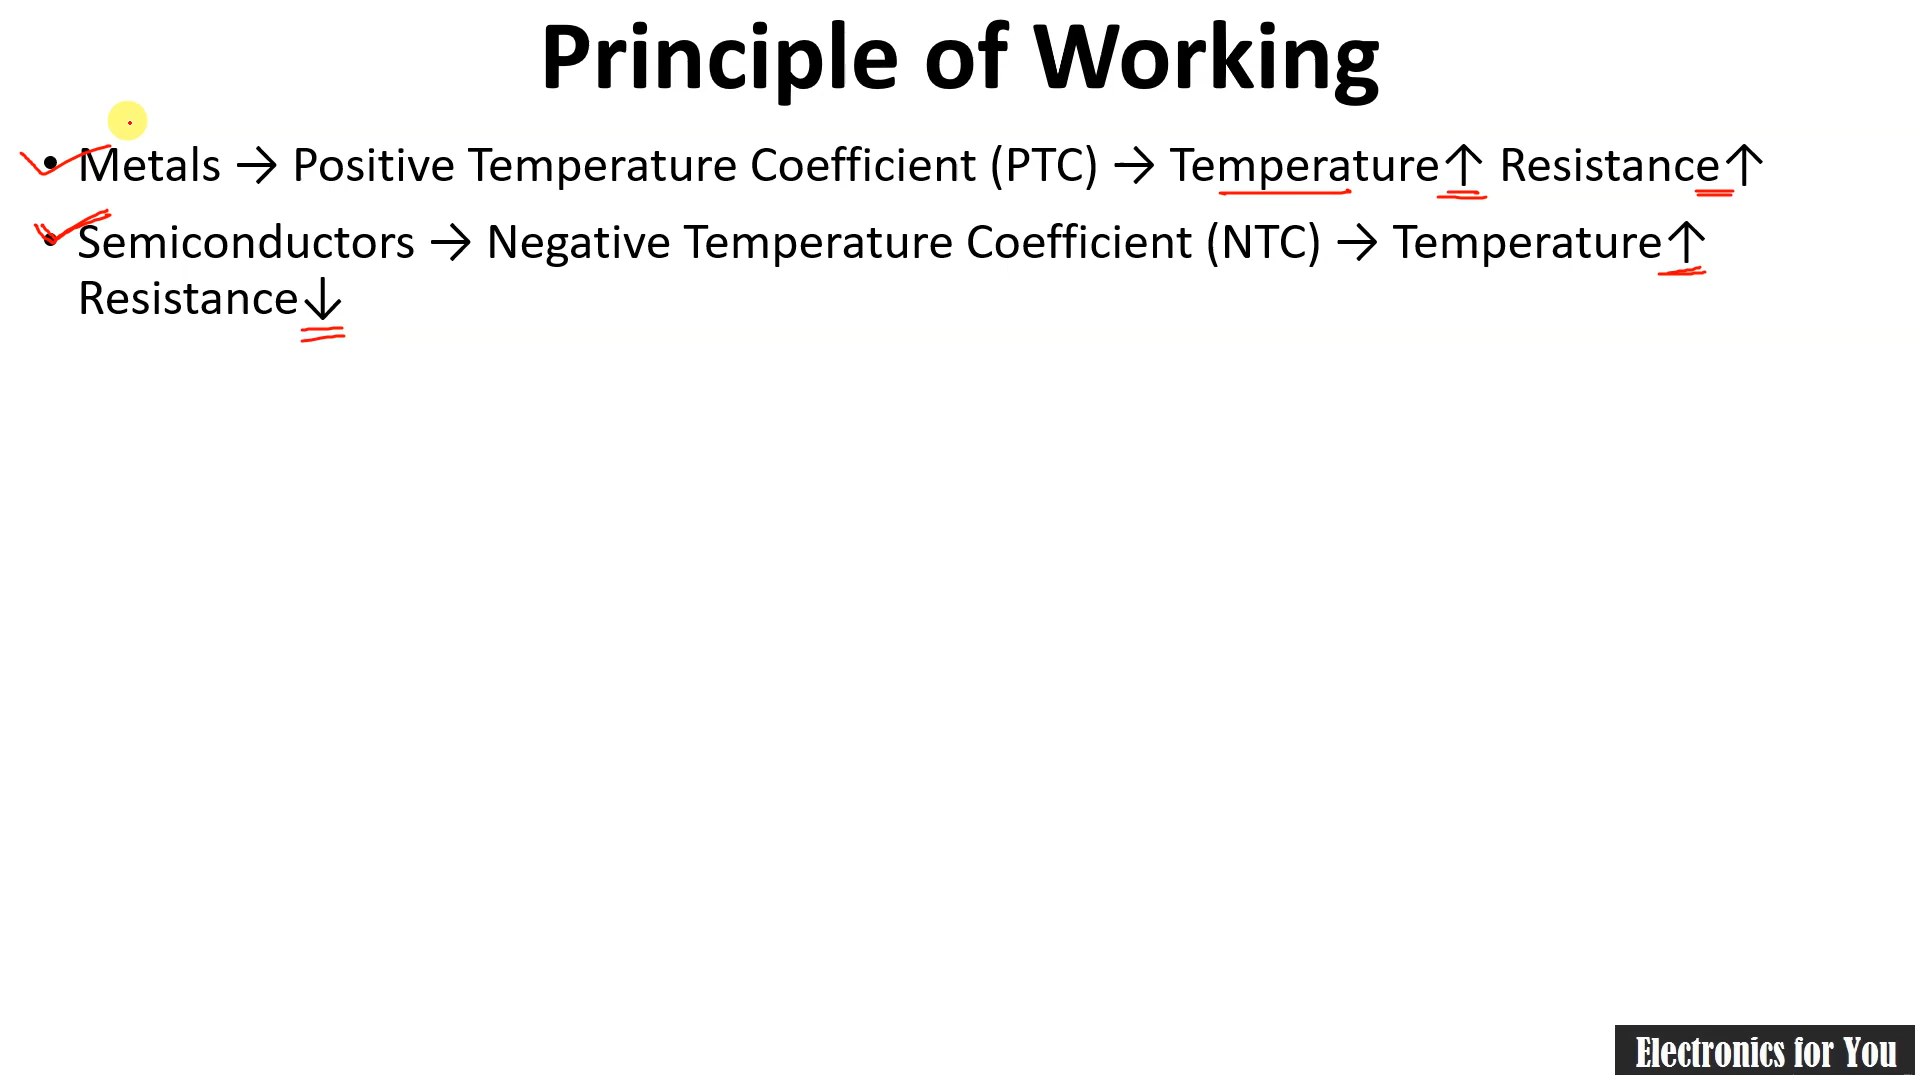 Principle of Working
• Metals → Positive Temperature Coefficient (PTC) → Temperature↑ Resistance↑
• Semiconductors → Negative Temperature Coefficient (NTC) → Temperature↑
Resistance↓
Electronics for You